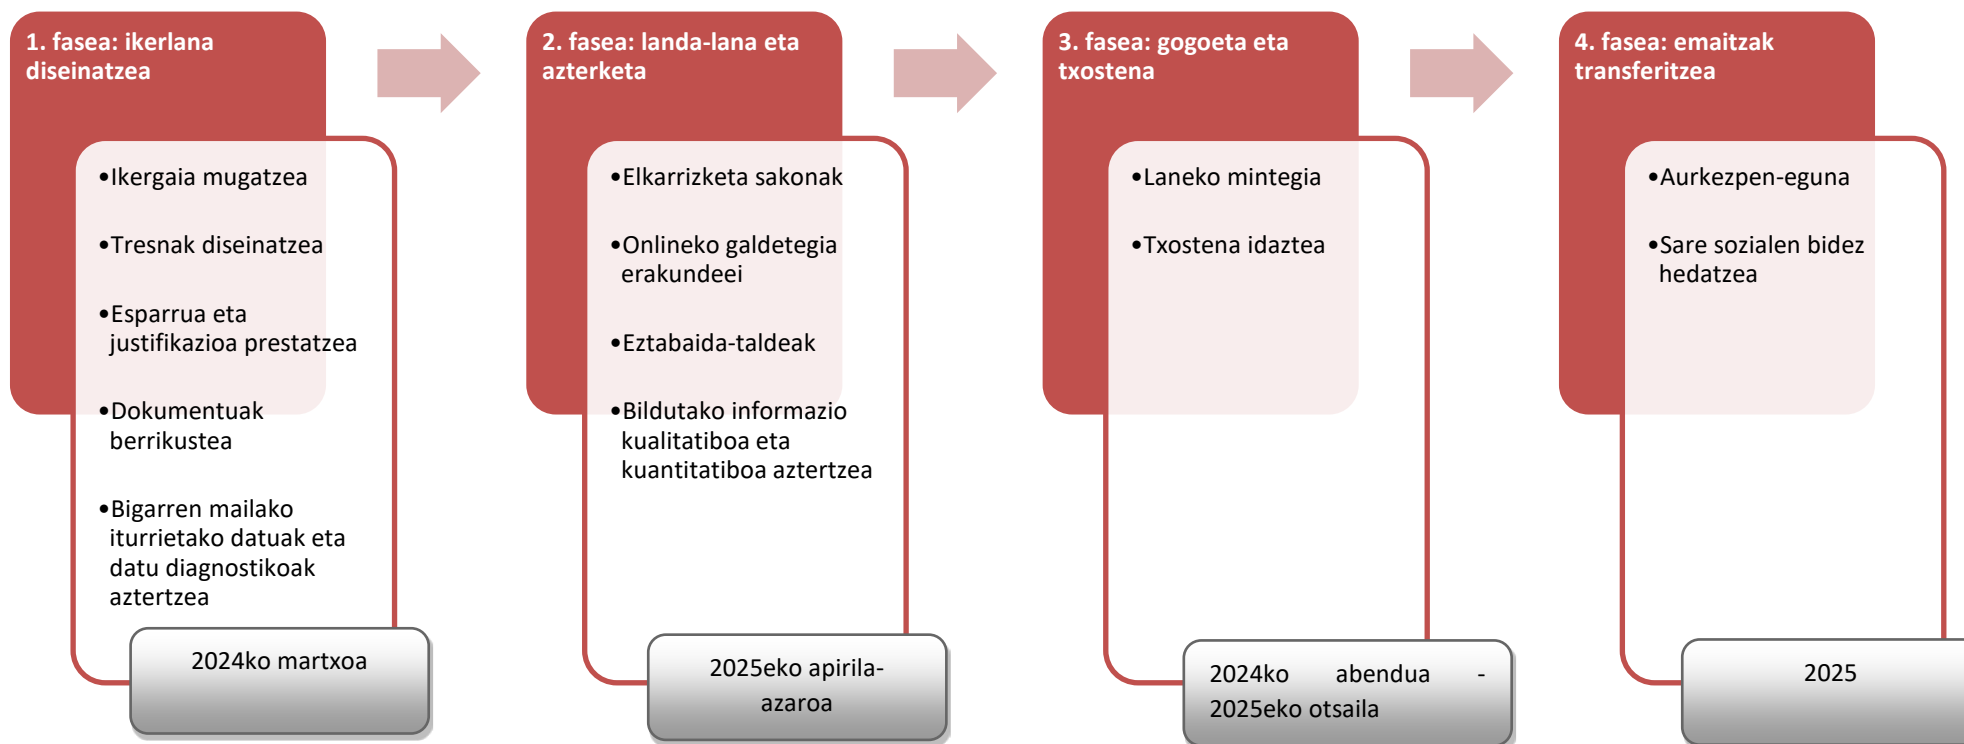 1. fasea: ikerlana
diseinatzea
•Ikergaia mugatzea
•Tresnak diseinatzea
•Esparrua eta
justifikazioa prestatzea
•Dokumentuak
berrikustea
•Bigarren mailako
iturrietako datuak eta
datu diagnostikoak
aztertzea
2024ko martxoa
2. fasea: landa-lana eta
azterketa
•Elkarrizketa sakonak
•Onlineko galdetegia
erakundeei
•Eztabaida-taldeak
•Bildutako informazio
kualitatiboa eta
kuantitatiboa aztertzea
2025eko apirila-
azaroa
3. fasea: gogoeta eta
txostena
•Laneko mintegia
•Txostena idaztea
2024ko abendua -
2025eko otsaila
4. fasea: emaitzak
transferitzea
•Aurkezpen-eguna
•Sare sozialen bidez
hedatzea
2025